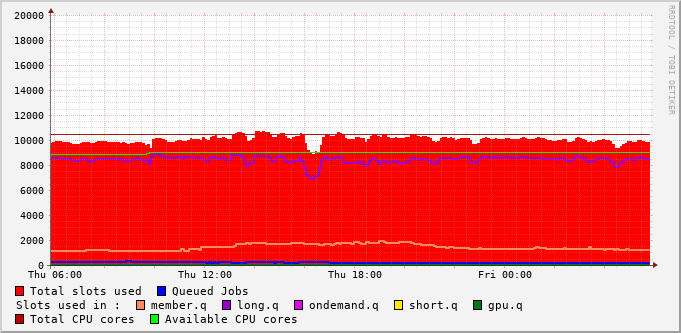 20000
18000
16000
14000
12000
10000
8000
6000
4000
2000
0
Thu 06:00 Thu 12:00 Thu 18:00 Fri 00:00
Total slots used Queued Jobs
Slots used in : member.q long.q ondemand.q short.q gpu.q
Total CPU cores Available CPU cores
RRDTOOL / TOBI OETIKER